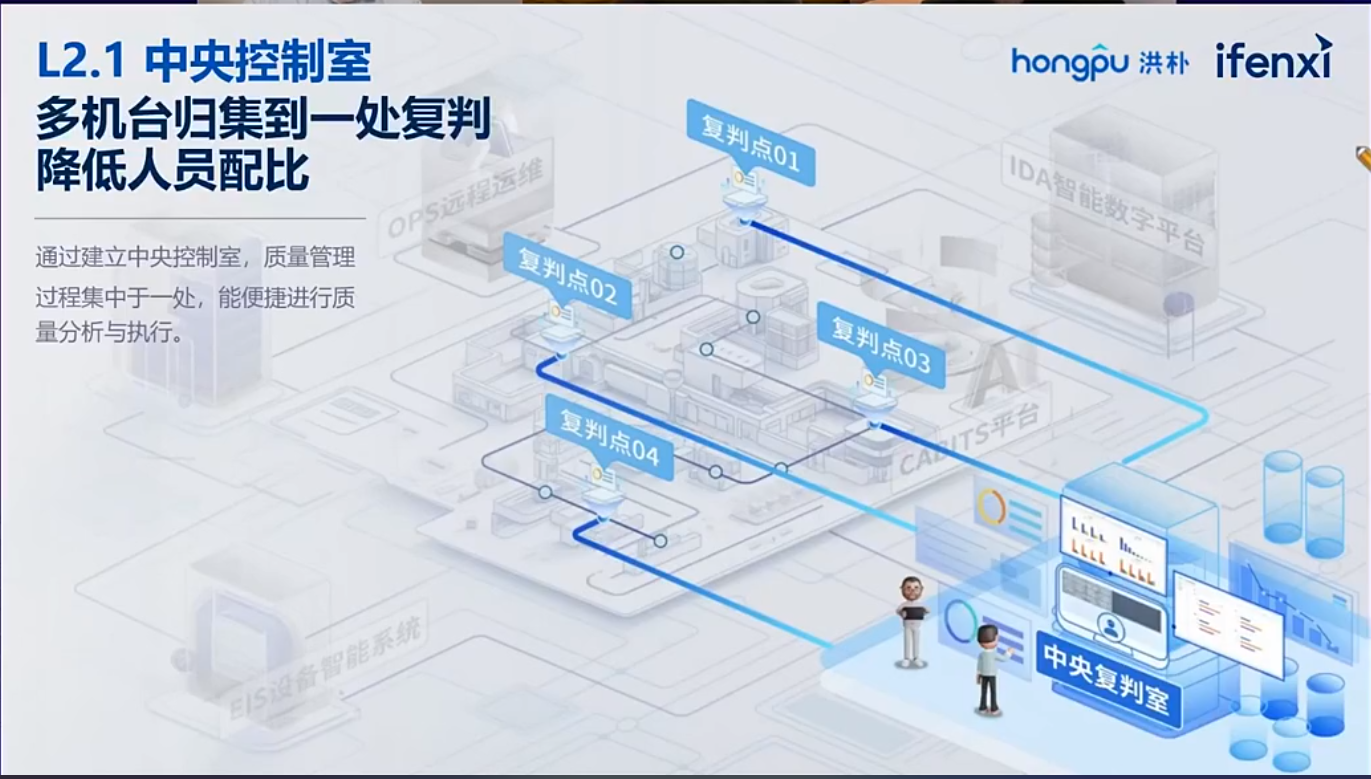 L2.1 中央控制室
多机台归集到一处复判
降低人员配比
通过建立中央控制室，质量管理
过程集中于一处，能便捷进行质
量分析与执行。
hongpu 洪朴
ifenxi
复判点01
OPS远程运维
IDA智能数字平台
复判点02
复判点03
复判点04
AI
CABITS平台
EIS设备智能系统
中央复判室